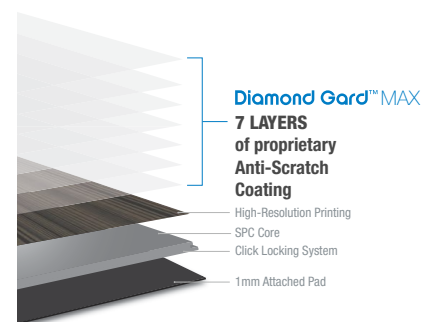 Diamond Gard™ MAX
7 LAYERS
of proprietary
Anti-Scratch
Coating
High-Resolution Printing
SPC Core
Click Locking System
1mm Attached Pad